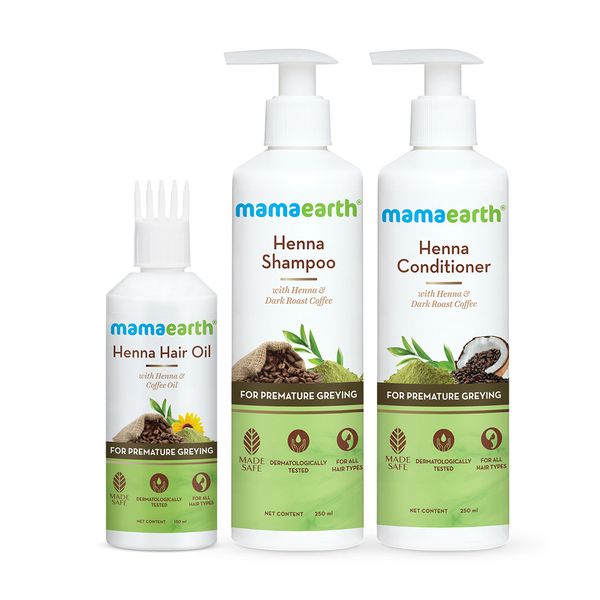 mamaearth®
Henna Hair Oil
with Henna &
Coffee Oil
FOR PREMATURE GREYING
MADE
SAFE
DERMATOLOGICALLY
TESTED
FOR ALL
HAIR TYPES
NET CONTENT 150 ml
mamaearth®
Henna
Shampoo
with Henna &
Dark Roast Coffee
FOR PREMATURE GREYING
MADE
SAFE
DERMATOLOGICALLY
TESTED
FOR ALL
HAIR TYPES
NET CONTENT 250 ml
mamaearth®
Henna
Conditioner
with Henna &
Dark Roast Coffee
FOR PREMATURE GREYING
MADE
SAFE
DERMATOLOGICALLY
TESTED
FOR ALL
HAIR TYPES
NET CONTENT 250 ml